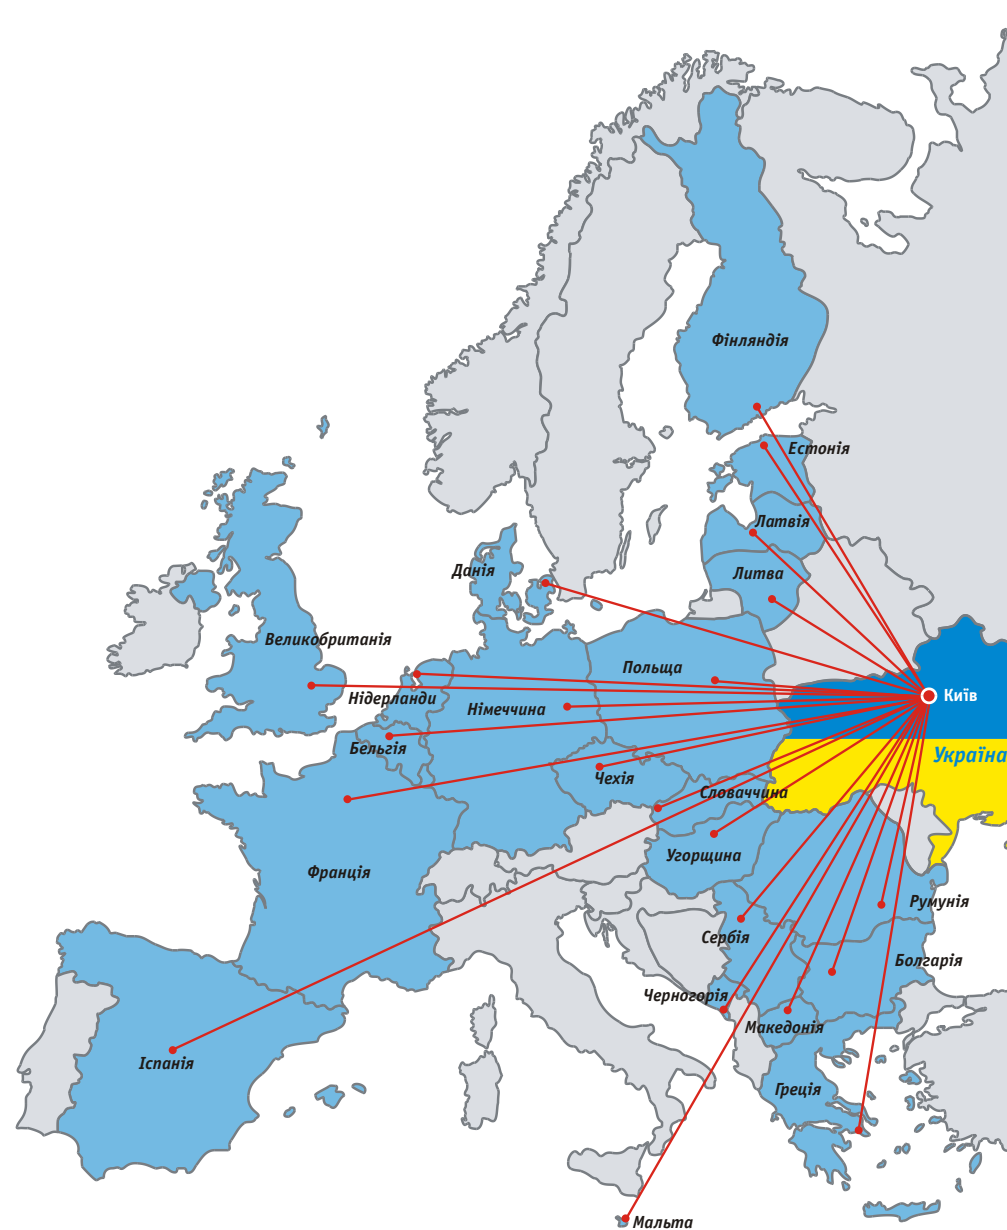 Фінляндія
Естонія
Латвія
Данія
Литва
Великобританія
Польща
Нідерланди
Німеччина
Київ
Бельгія
Україна
Чехія
Словаччина
Угорщина
Франція
Румунія
Сербія
Болгарія
Черногорія
Македонія
Іспанія
Греція
Мальта